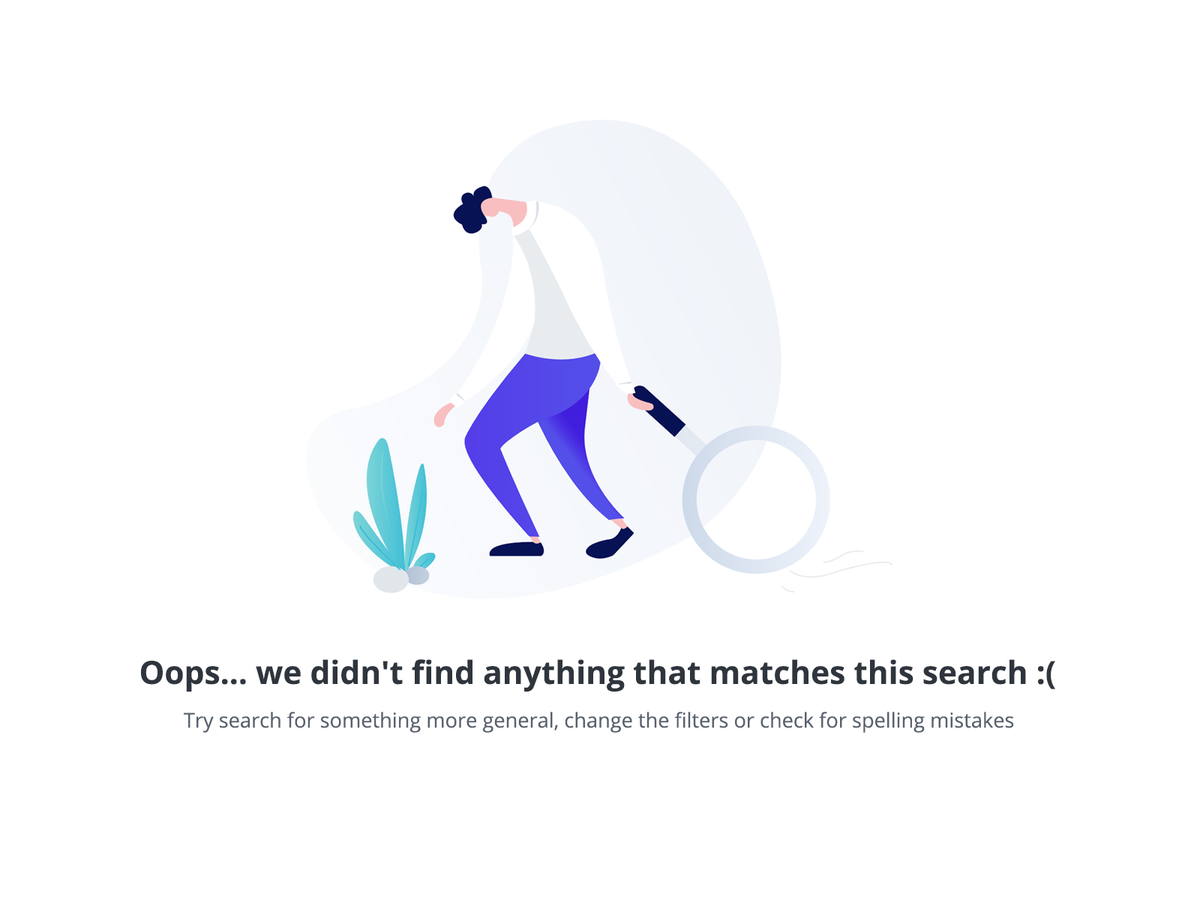 Oops... we didn't find anything that matches this search :(
Try search for something more general, change the filters or check for spelling mistakes